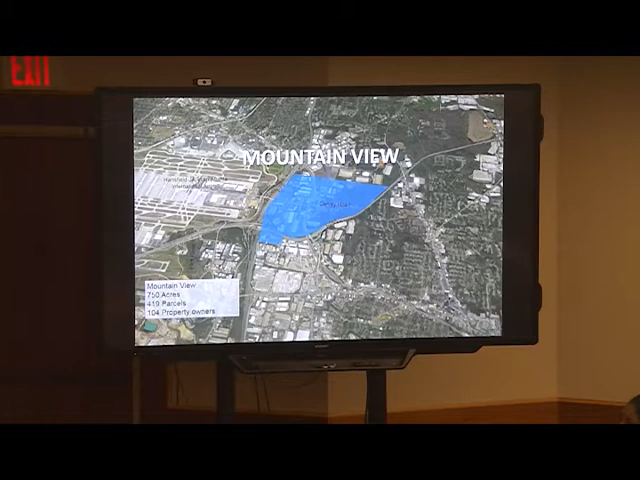 EXIT
MOUNTAIN VIEW
Mountain View
750 Acres
419 Parcels
104 Property owners